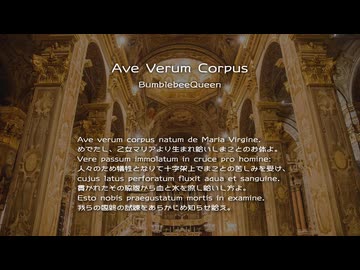 Ave Verum Corpus
BumblebeeQueen
Ave verum corpus natum de Maria Virgine.
めでたし、乙女マリアより生まれ給いしまことのお体よ。
Vere passum immolatum in cruce pro homine:
人々のため犠牲となりて十字架上でまことの苦しみを受け、
cujus latus perforatum fluxit aqua et sanguine.
貫かれたその脇腹から血と水を流し給いし方よ。
Esto nobis praegustatum mortis in examine.
我らの臨終の試練をあらかじめ知らせ給え。